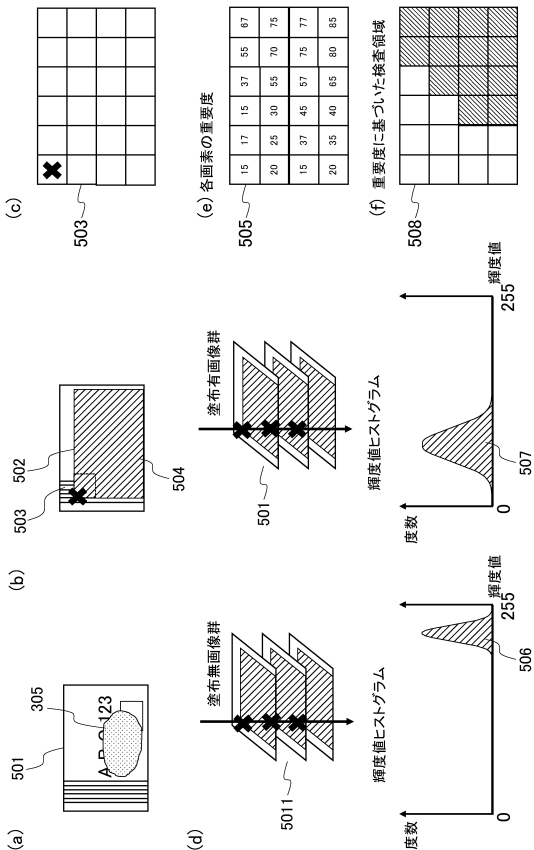 (a)
(b)
(c)
501
305
A B C 123
503
502
504
503
(d)
塗布無画像群
5011
塗布有画像群
501
(e) 各画素の重要度
505
15 17 15 37 55 67
20 25 30 55 70 75
15 37 45 57 75 77
20 35 40 65 80 85
輝度値ヒストグラム
度数
0
255
輝度値
506
輝度値ヒストグラム
度数
0
255
輝度値
507
(f) 重要度に基づいた検査領域
508